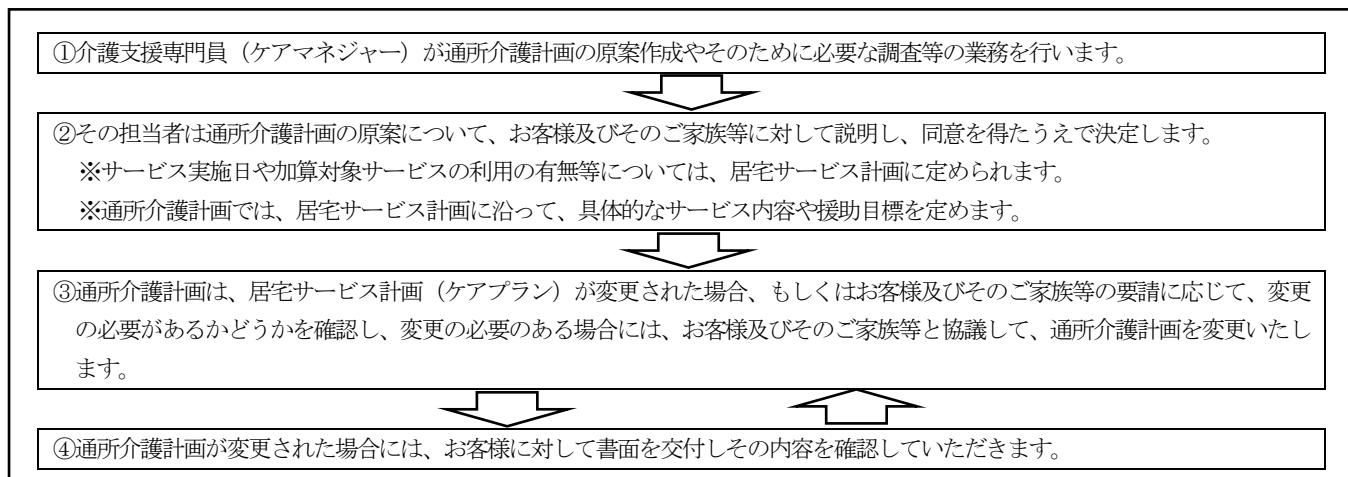 ①介護支援専門員（ケアマネジャー）が通所介護計画の原案作成やそのために必要な調査等の業務を行います。
②その担当者は通所介護計画の原案について、お客様及びそのご家族等に対して説明し、同意を得たうえで決定します。
※サービス実施日や加算対象サービスの利用の有無等については、居宅サービス計画に定められます。
※通所介護計画では、居宅サービス計画に沿って、具体的なサービス内容や援助目標を定めます。
③通所介護計画は、居宅サービス計画（ケアプラン）が変更された場合、もしくはお客様及びそのご家族等の要請に応じて、変更
の必要があるかどうかを確認し、変更の必要のある場合には、お客様及びそのご家族等と協議して、通所介護計画を変更いたし
ます。
④通所介護計画が変更された場合には、お客様に対して書面を交付しその内容を確認していただきます。